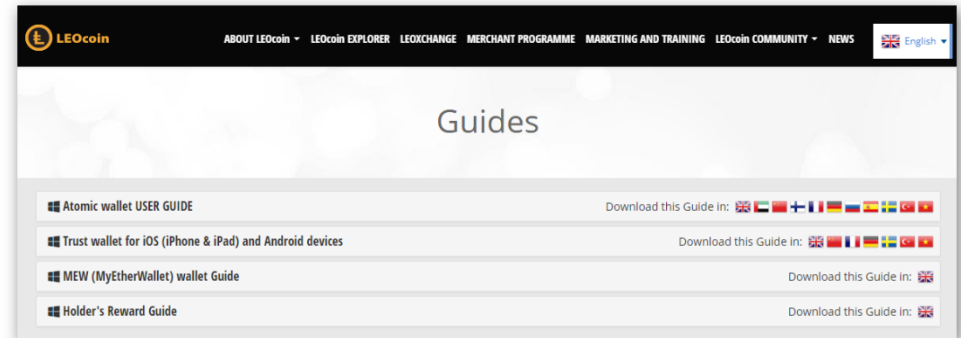 LEOcoin ABOUT LEOcoin LEOcoin EXPLORER LEOXCHANGE MERCHANT PROGRAMME MARKETING AND TRAINING LEOcoin COMMUNITY NEWS English
Guides
Atomic wallet USER GUIDE Download this Guide in:
Trust wallet for iOS (iPhone & iPad) and Android devices Download this Guide in:
MEW (MyEtherWallet) wallet Guide Download this Guide in:
Holder's Reward Guide Download this Guide in: